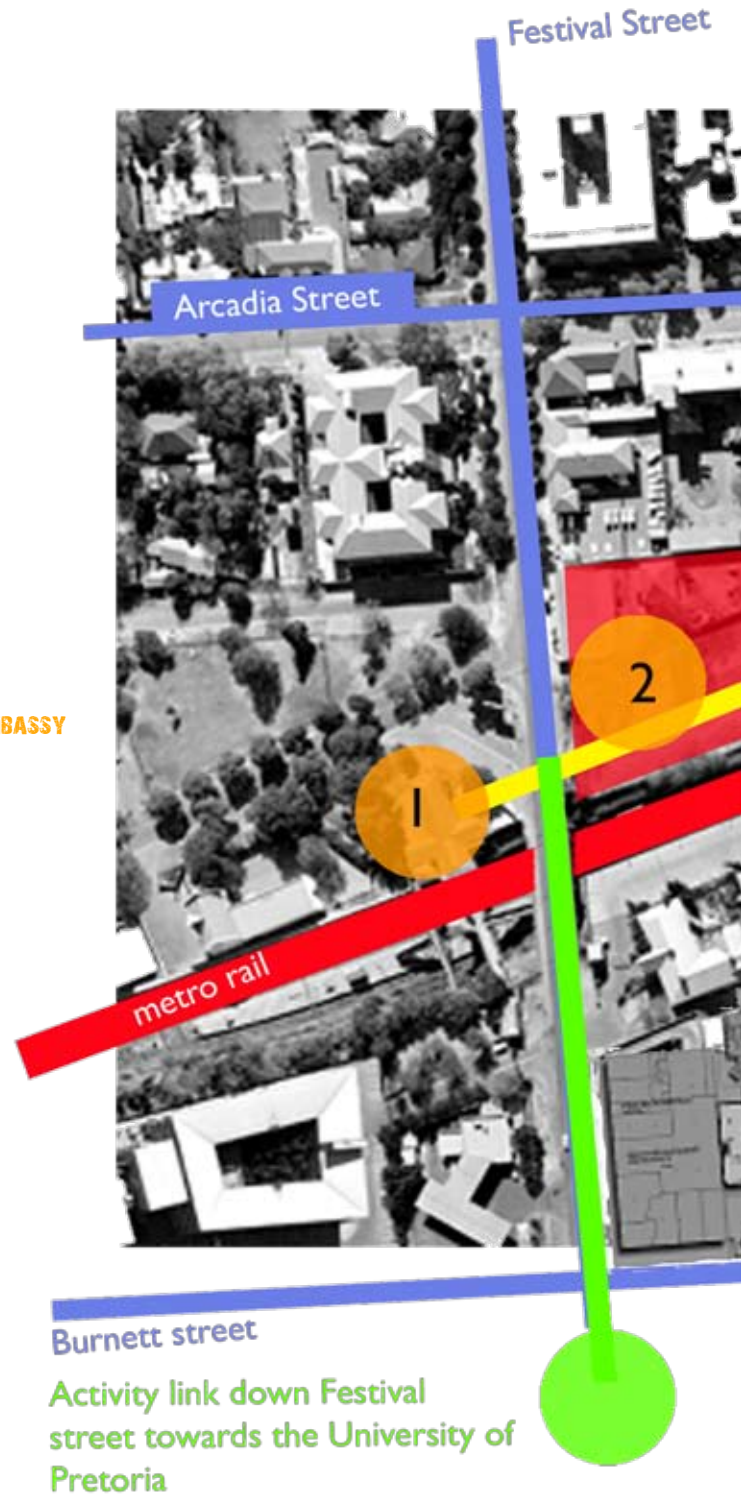 Festival Street
Arcadia Street
2
BASSY
1
metro rail
Burnett street
Activity link down Festival
street towards the University of
Pretoria